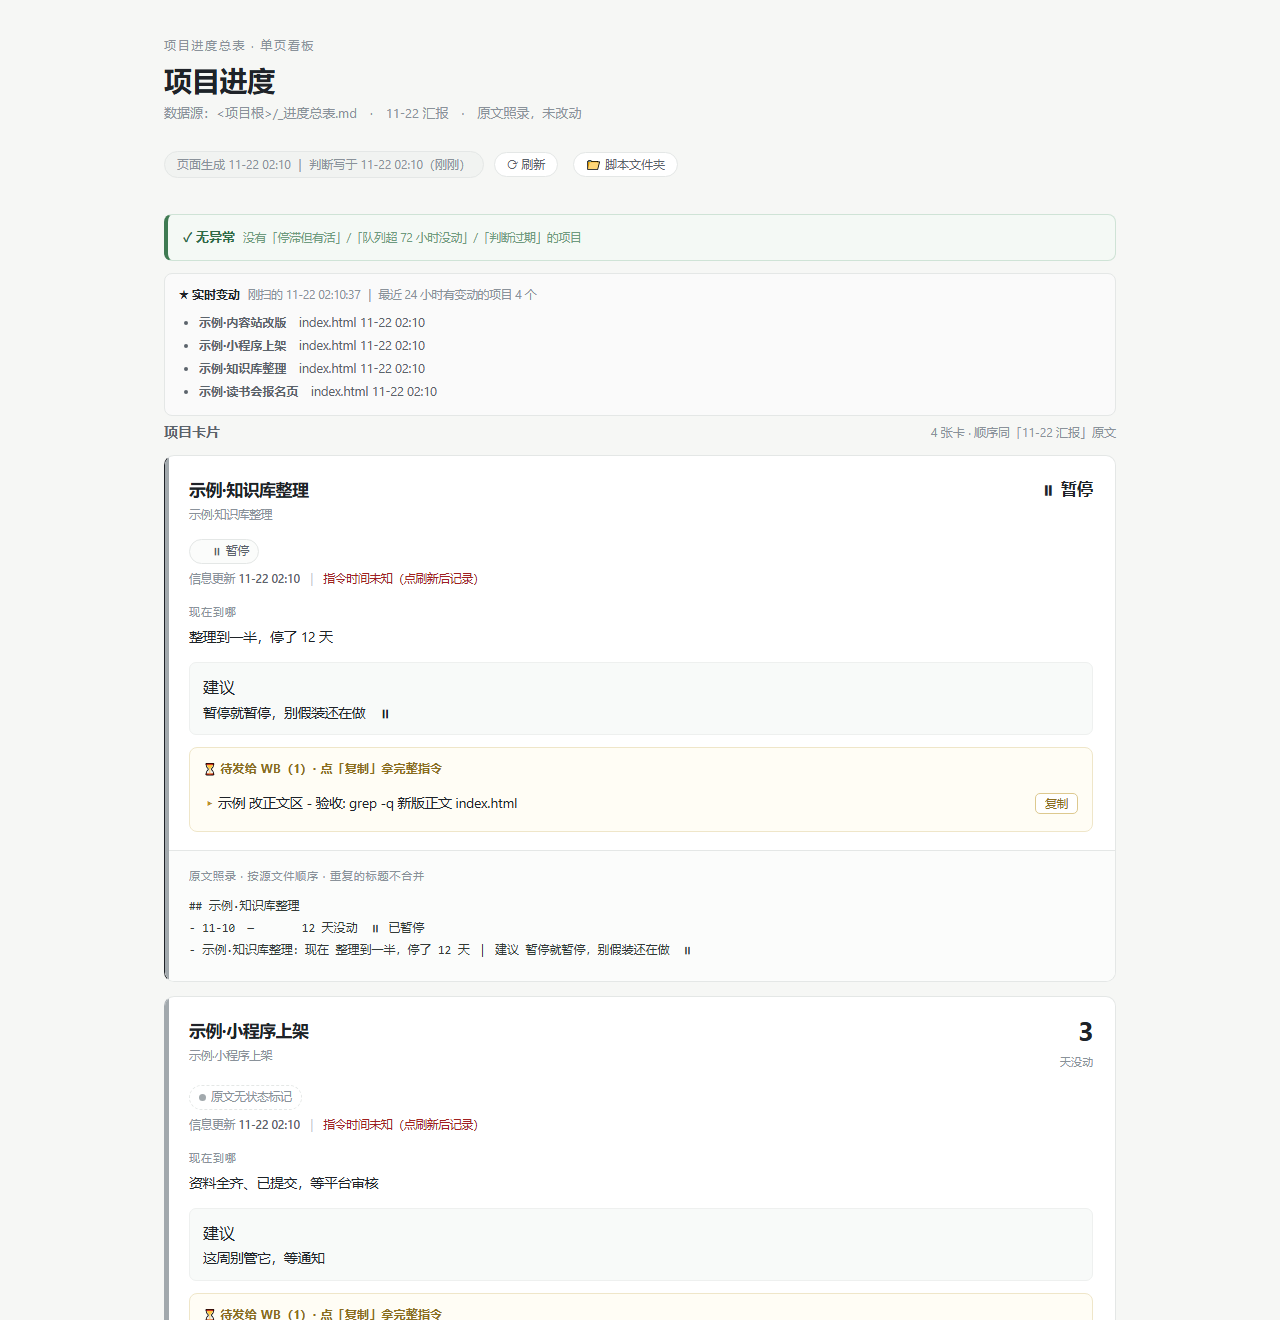 项目进度总表 · 单页看板
项目进度
数据源：<项目根>/_进度总表.md · 11-22 汇报 · 原文照录，未改动
页面生成 11-22 02:10 | 判断写于 11-22 02:10（刚刚）
⟳ 刷新
📂 脚本文件夹
✓ 无异常 没有「停滞但有活」/「队列超 72 小时没动」/「判断过期」的项目
★ 实时变动 刚扫的 11-22 02:10:37 | 最近 24 小时有变动的项目 4 个
• 示例·内容站改版 index.html 11-22 02:10
• 示例·小程序上架 index.html 11-22 02:10
• 示例·知识库整理 index.html 11-22 02:10
• 示例·读书会报名页 index.html 11-22 02:10
项目卡片
4 张卡 · 顺序同「11-22 汇报」原文
示例·知识库整理
⏸ 暂停
示例·知识库整理
⏸ 暂停
信息更新 11-22 02:10 | 指令时间未知（点刷新后记录）
现在到哪
整理到一半，停了 12 天
建议
暂停就暂停，别假装还在做 ⏸
⏳ 待发给 WB（1）· 点「复制」拿完整指令
▸ 示例 改正文区 - 验收: grep -q 新版正文 index.html
复制
原文照录 · 按源文件顺序 · 重复的标题不合并
## 示例·知识库整理
- 11-10 — 12 天没动 ⏸ 已暂停
- 示例·知识库整理: 现在 整理到一半，停了 12 天 | 建议 暂停就暂停，别假装还在做 ⏸
示例·小程序上架
3
示例·小程序上架
天没动
● 原文无状态标记
信息更新 11-22 02:10 | 指令时间未知（点刷新后记录）
现在到哪
资料全齐、已提交，等平台审核
建议
这周别管它，等通知
⏳ 待发给 WB（1）· 点「复制」拿完整指令